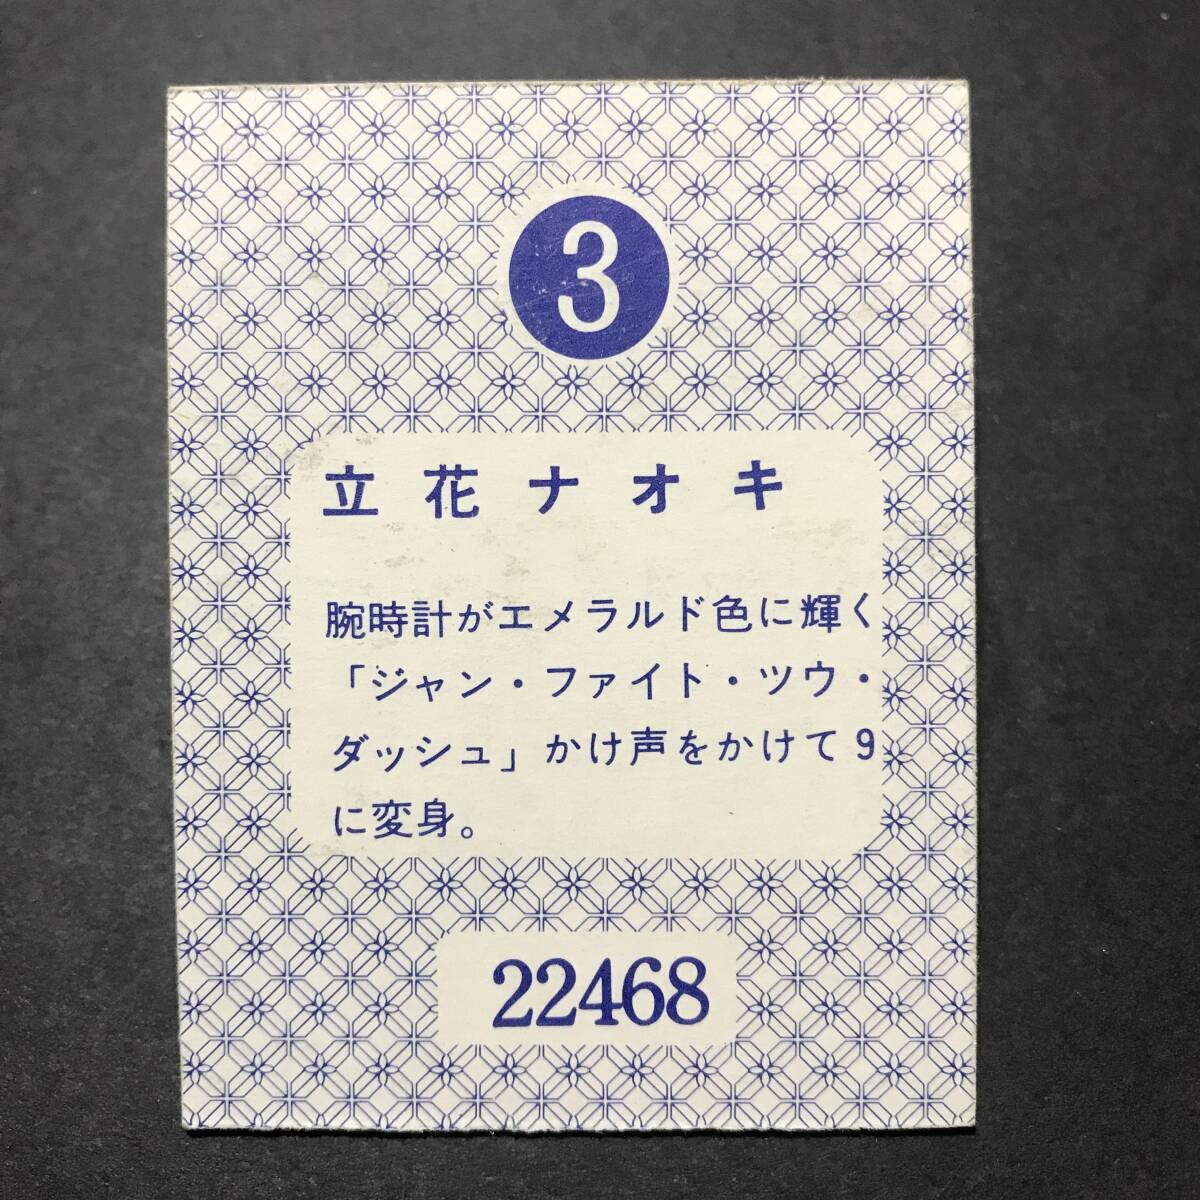 3
立花ナオキ
腕時計がエメラルド色に輝く
「ジャン・ファイト・ツウ・
ダッシュ」かけ声をかけて9
に変身。
22468